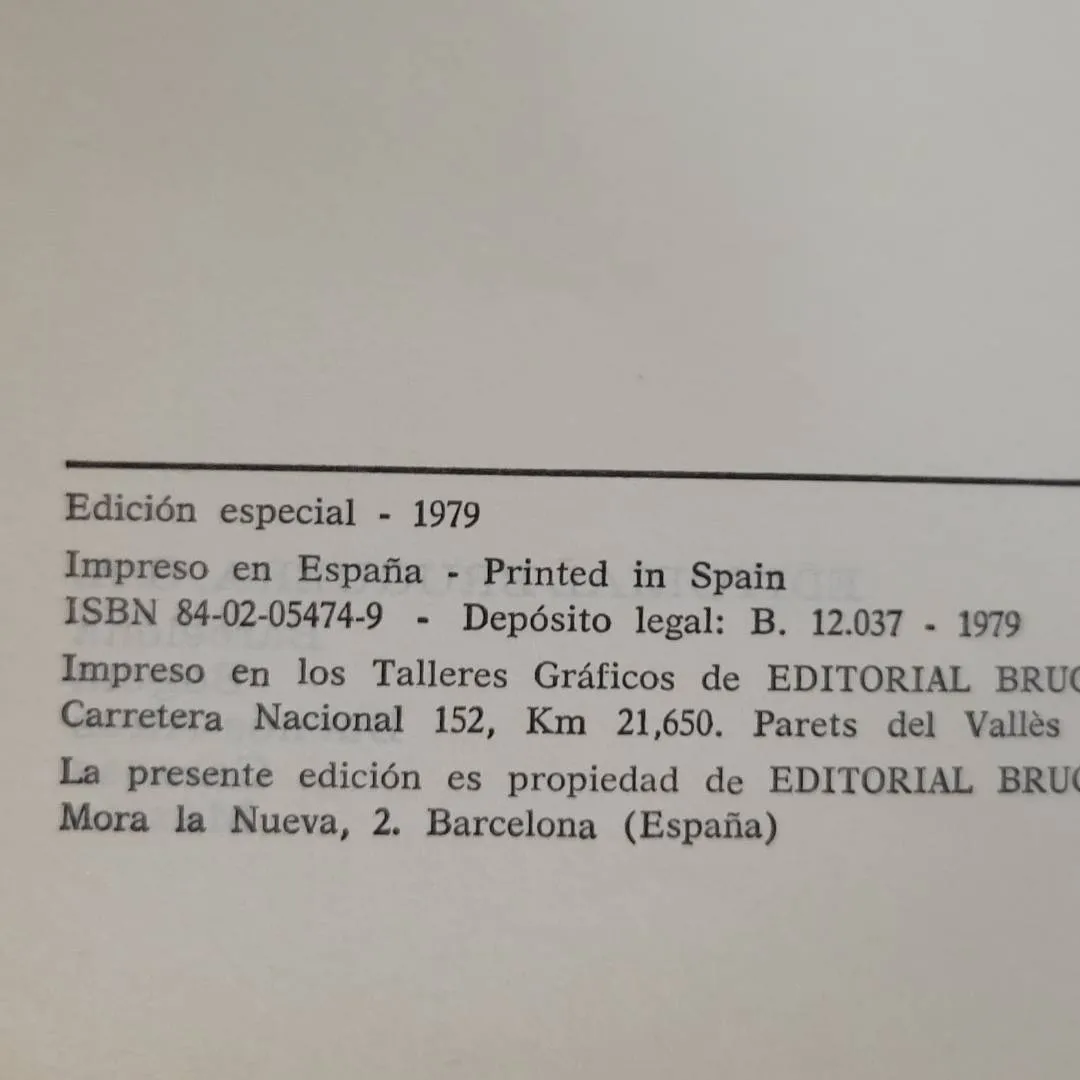 Edición especial - 1979
Impreso en España - Printed in Spain
ISBN 84-02-05474-9 - Depósito legal: B. 12.037 - 1979
Impreso en los Talleres Gráficos de EDITORIAL BRUG
Carretera Nacional 152, Km 21,650. Parets del Vallès
La presente edición es propiedad de EDITORIAL BRUG
Mora la Nueva, 2. Barcelona (España)